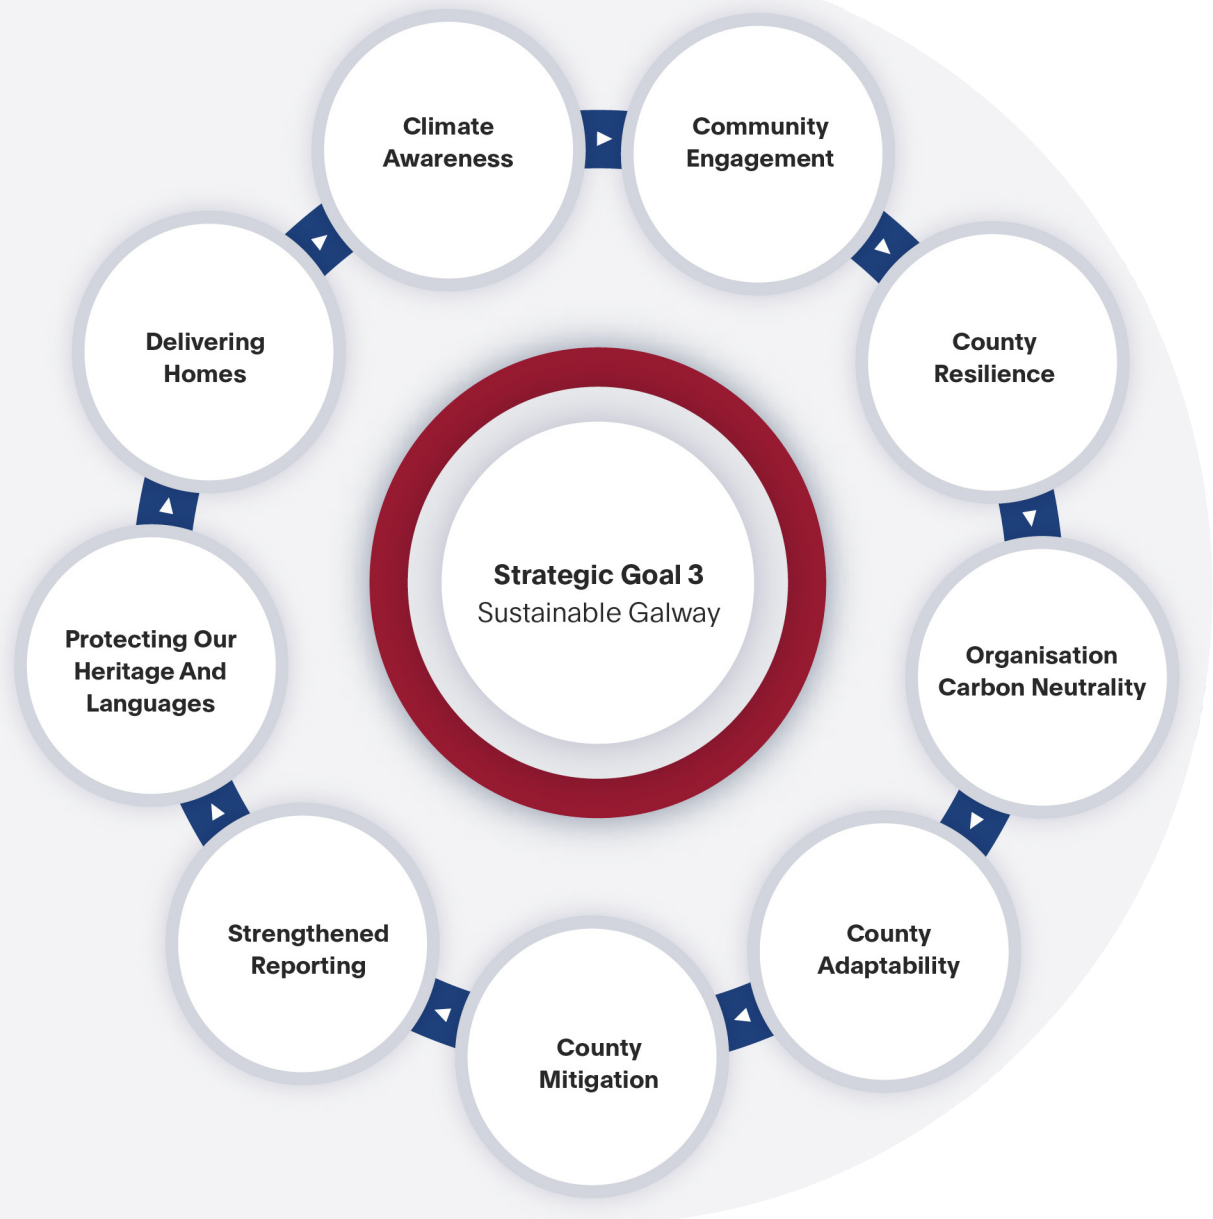 Climate
Awareness
Community
Engagement
County
Resilience
Organisation
Carbon Neutrality
County
Adaptability
County
Mitigation
Strengthened
Reporting
Protecting Our
Heritage And
Languages
Delivering
Homes
Strategic Goal 3
Sustainable Galway